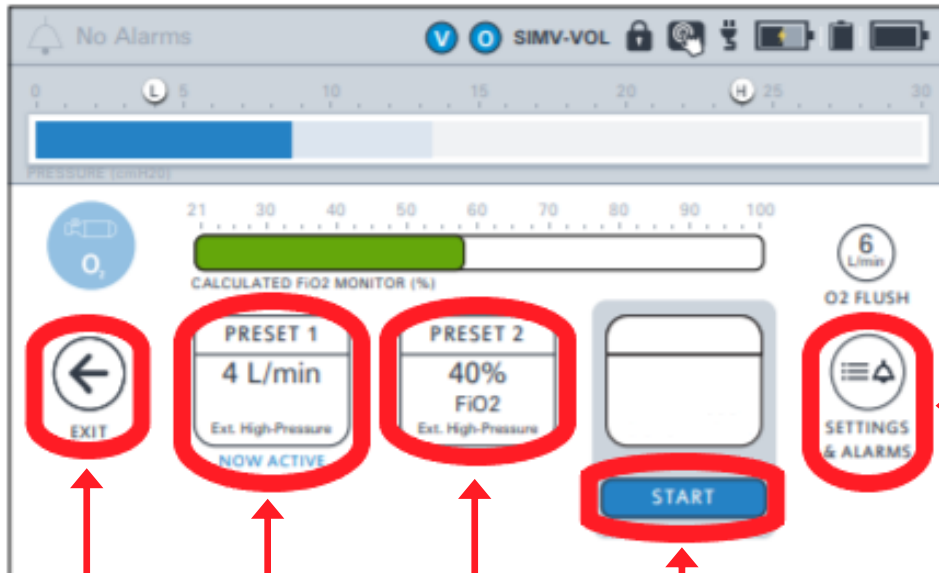 No Alarms
V O SIMV-VOL
0 5 10 15 20 25 30
L H
PRESSURE (cmH20)
21 30 40 50 60 70 80 90 100
O2
CALCULATED FiO2 MONITOR (%)
6
L/min
O2 FLUSH
PRESET 1
4 L/min
Ext. High-Pressure
NOW ACTIVE
PRESET 2
40%
FiO2
Ext. High-Pressure
START
EXIT
SETTINGS
& ALARMS